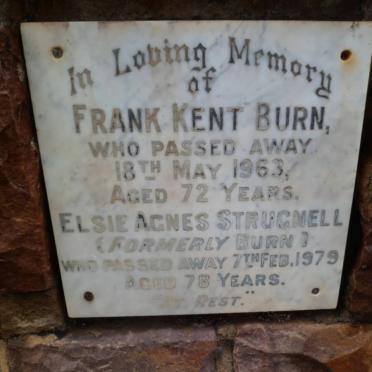 In Loving Memory
of
FRANK KENT BURN,
WHO PASSED AWAY
18TH MAY 1963,
AGED 72 YEARS.
ELSIE AGNES STRUGNELL
(FORMERLY BURN)
WHO PASSED AWAY 7TH FEB. 1979
AGED 78 YEARS.
"AT REST."